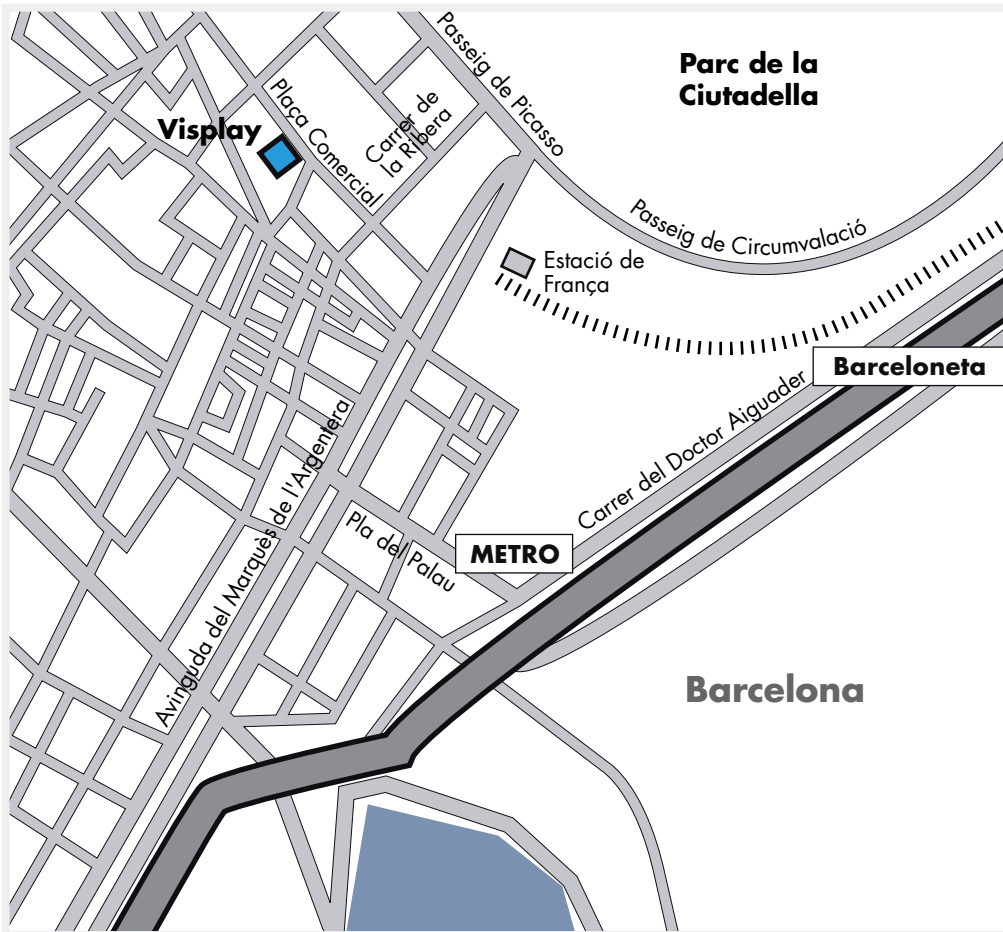 Passeig de Picasso
Parc de la
Ciutadella
Visplay
Plaça Comercial
Carrer de
la Ribera
Passeig de Circumvalació
Estació de
França
Barceloneta
Carrer del Doctor Aiguader
Avinguda del Marquès de l'Argentera
Pla del Palau
METRO
Barcelona